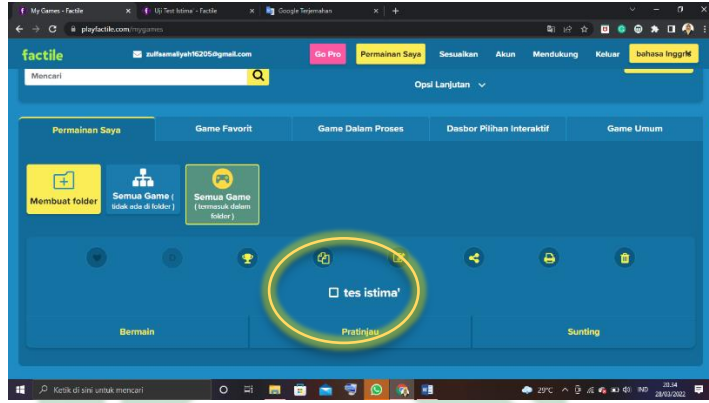 My Games - Factile
Uji Test Istima' - Factile
Google Terjemahan
playfactile.com/mygames
factile
zulfaamaliyah16205@gmail.com
Go Pro
Permainan Saya
Sesuaikan
Akun
Mendukung
Keluar
bahasa Inggris
Mencari
Opsi Lanjutan
Permainan Saya
Game Favorit
Game Dalam Proses
Dasbor Pilihan Interaktif
Game Umum
Membuat folder
Semua Game (
tidak ada di folder )
Semua Game
( termasuk dalam
folder )
tes istima'
Bermain
Pratinjau
Sunting
Ketik di sini untuk mencari
29°C
IND
20.34
28/03/2022